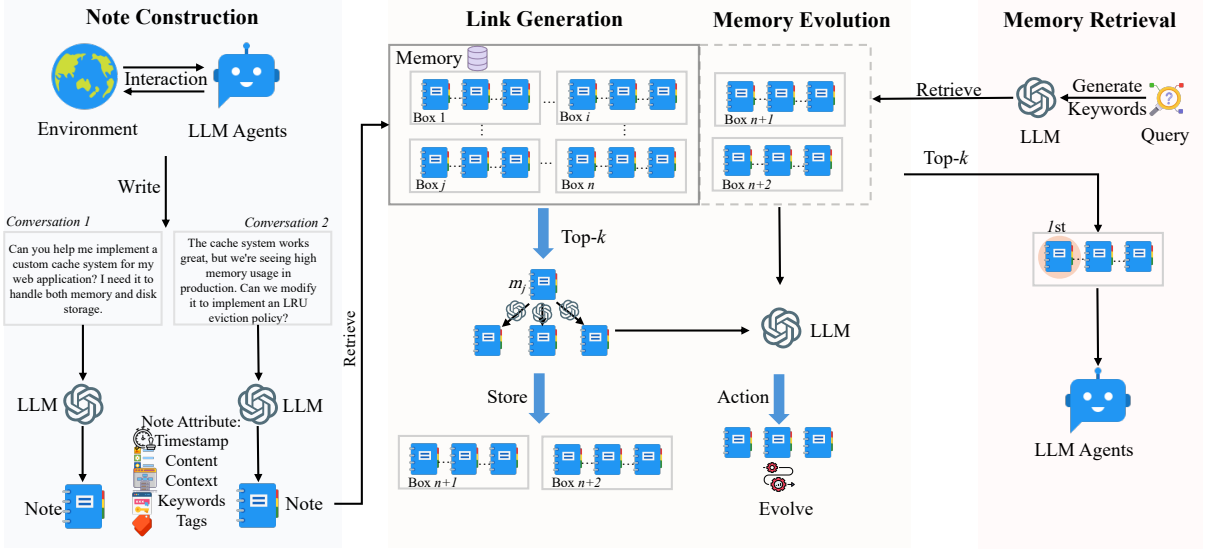 Note Construction
Interaction
Environment
LLM Agents
Write
Conversation 1
Can you help me implement a
custom cache system for my
web application? I need it to
handle both memory and disk
storage.
Conversation 2
The cache system works
great, but we're seeing high
memory usage in
production. Can we modify
it to implement an LRU
eviction policy?
LLM
LLM
Note Attribute:
Timestamp
Content
Context
Keywords
Tags
Note
Note
Retrieve
Link Generation
Memory Evolution
Memory
Box 1
...
Box i
Box j
...
Box n
Box n+1
Box n+2
Top-k
mj
Store
Box n+1
Box n+2
LLM
Action
Evolve
Memory Retrieval
Retrieve
LLM
Generate
Keywords
Query
Top-k
1st
LLM Agents